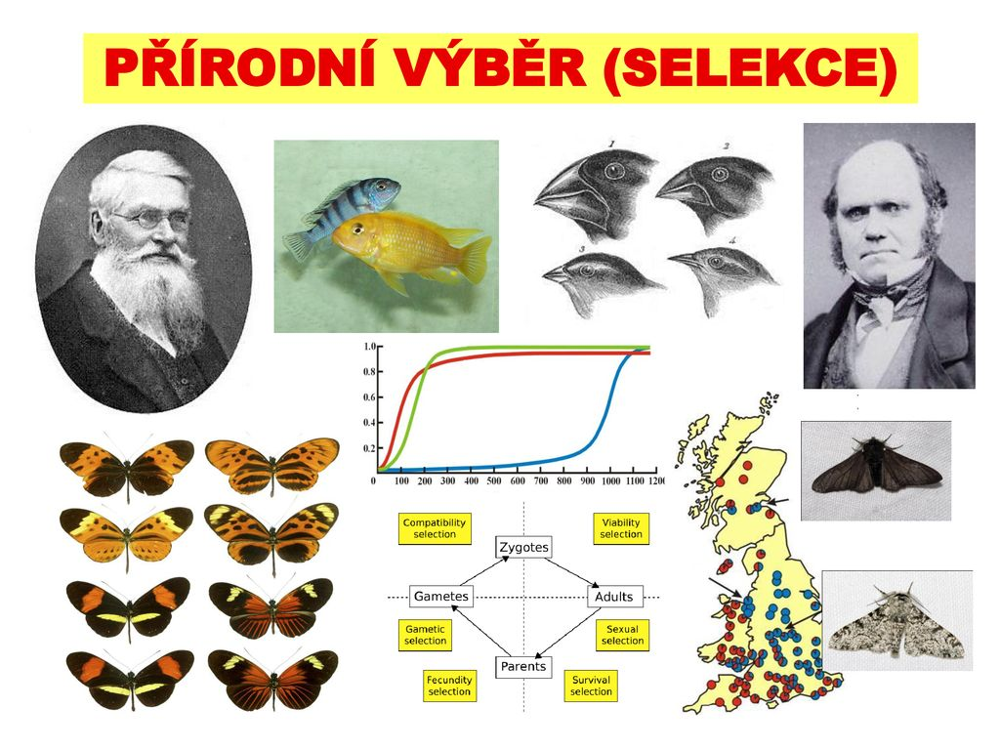 PŘÍRODNÍ VÝBĚR (SELEKCE)
1
2
3
4
1.0
0.8
0.6
0.4
0.2
0 100 200 300 400 500 600 700 800 900 1000 1100 1200
Compatibility
selection
Viability
selection
Zygotes
Gametes
Adults
Gametic
selection
Sexual
selection
Parents
Fecundity
selection
Survival
selection